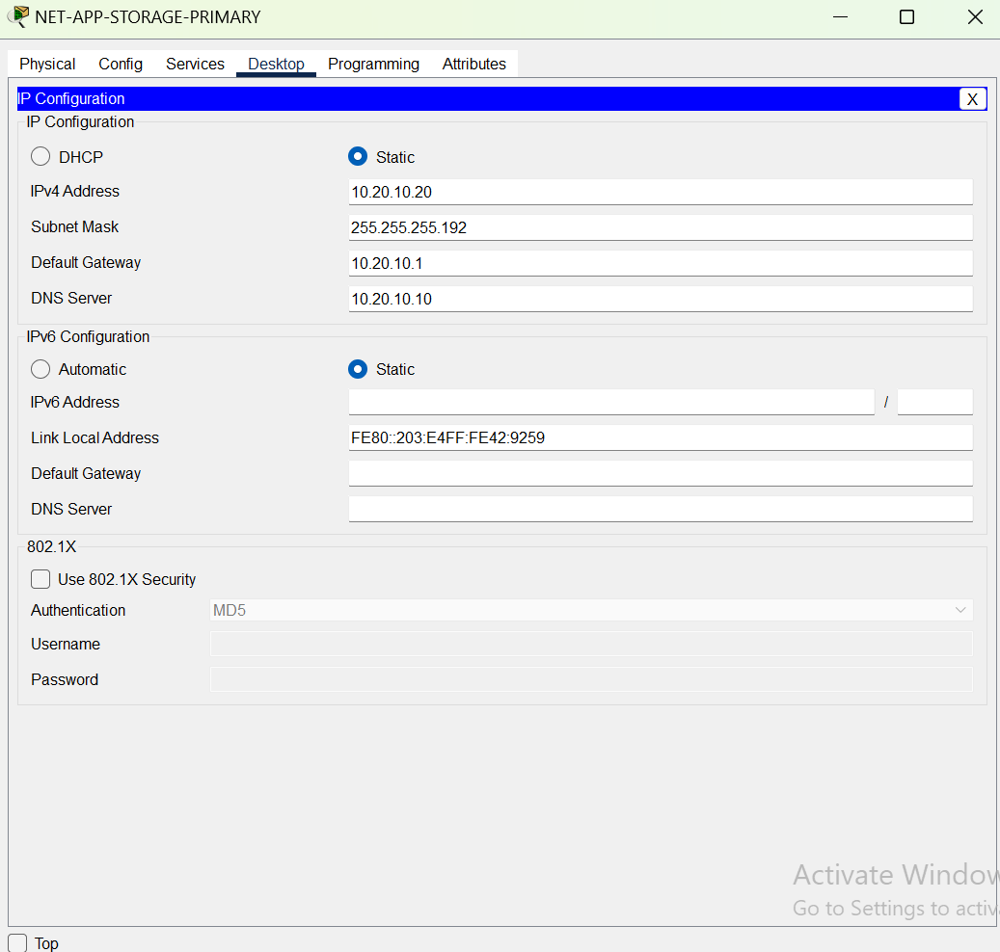 NET-APP-STORAGE-PRIMARY
Physical Config Services Desktop Programming Attributes
IP Configuration X
IP Configuration
DHCP Static
IPv4 Address 10.20.10.20
Subnet Mask 255.255.255.192
Default Gateway 10.20.10.1
DNS Server 10.20.10.10
IPv6 Configuration
Automatic Static
IPv6 Address /
Link Local Address FE80::203:E4FF:FE42:9259
Default Gateway
DNS Server
802.1X
Use 802.1X Security
Authentication MD5
Username
Password
Activate Window
Go to Settings to activ
Top